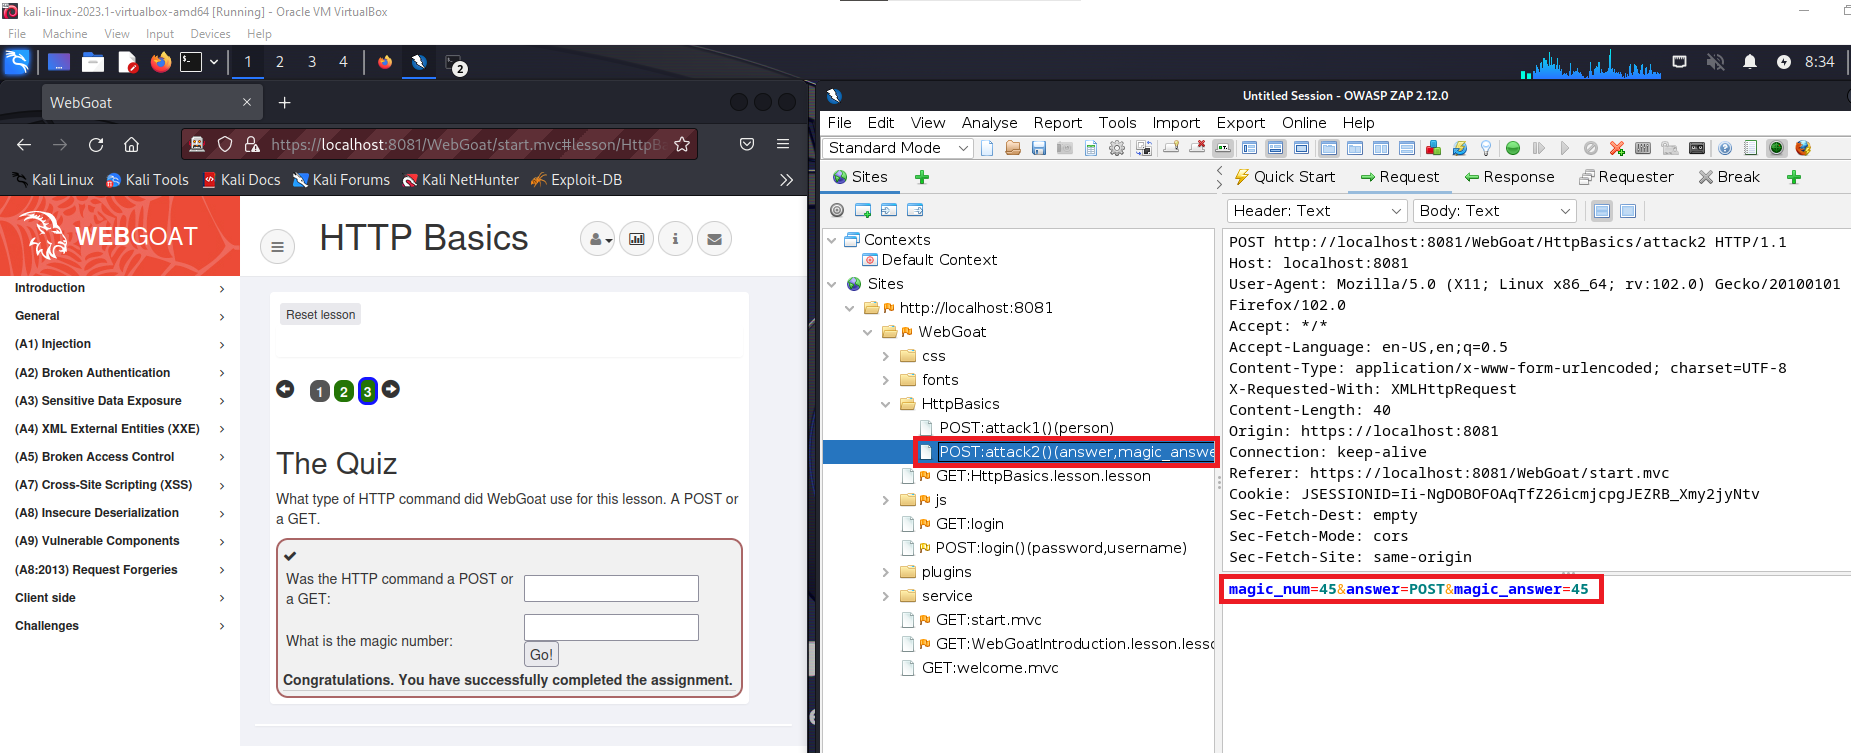 kali-linux-2023.1-virtualbox-amd64 [Running] - Oracle VM VirtualBox
File Machine View Input Devices Help
1 2 3 4 2 8:34
WebGoat
https://localhost:8081/WebGoat/start.mvc#lesson/HttpBa
Kali Linux Kali Tools Kali Docs Kali Forums Kali NetHunter Exploit-DB
WEBGOAT
HTTP Basics
Introduction
General
(A1) Injection
(A2) Broken Authentication
(A3) Sensitive Data Exposure
(A4) XML External Entities (XXE)
(A5) Broken Access Control
(A7) Cross-Site Scripting (XSS)
(A8) Insecure Deserialization
(A9) Vulnerable Components
(A8:2013) Request Forgeries
Client side
Challenges
Reset lesson
1 2 3
The Quiz
What type of HTTP command did WebGoat use for this lesson. A POST or
a GET.
Was the HTTP command a POST or
a GET:
What is the magic number:
Go!
Congratulations. You have successfully completed the assignment.
Untitled Session - OWASP ZAP 2.12.0
File Edit View Analyse Report Tools Import Export Online Help
Standard Mode
Sites
Quick Start Request Response Requester Break
Header: Text Body: Text
Contexts
Default Context
Sites
http://localhost:8081
WebGoat
css
fonts
HttpBasics
POST:attack1()(person)
POST:attack2()(answer,magic_answe
GET:HttpBasics.lesson.lesson
js
GET:login
POST:login()(password,username)
plugins
service
GET:start.mvc
GET:WebGoatIntroduction.lesson.lesso
GET:welcome.mvc
POST http://localhost:8081/WebGoat/HttpBasics/attack2 HTTP/1.1
Host: localhost:8081
User-Agent: Mozilla/5.0 (X11; Linux x86_64; rv:102.0) Gecko/20100101
Firefox/102.0
Accept: */*
Accept-Language: en-US,en;q=0.5
Content-Type: application/x-www-form-urlencoded; charset=UTF-8
X-Requested-With: XMLHttpRequest
Content-Length: 40
Origin: https://localhost:8081
Connection: keep-alive
Referer: https://localhost:8081/WebGoat/start.mvc
Cookie: JSESSIONID=Ii-NgDOBOFOAqTfZ26icmjcpgJEZRB_Xmy2jyNtv
Sec-Fetch-Dest: empty
Sec-Fetch-Mode: cors
Sec-Fetch-Site: same-origin
magic_num=45&answer=POST&magic_answer=45